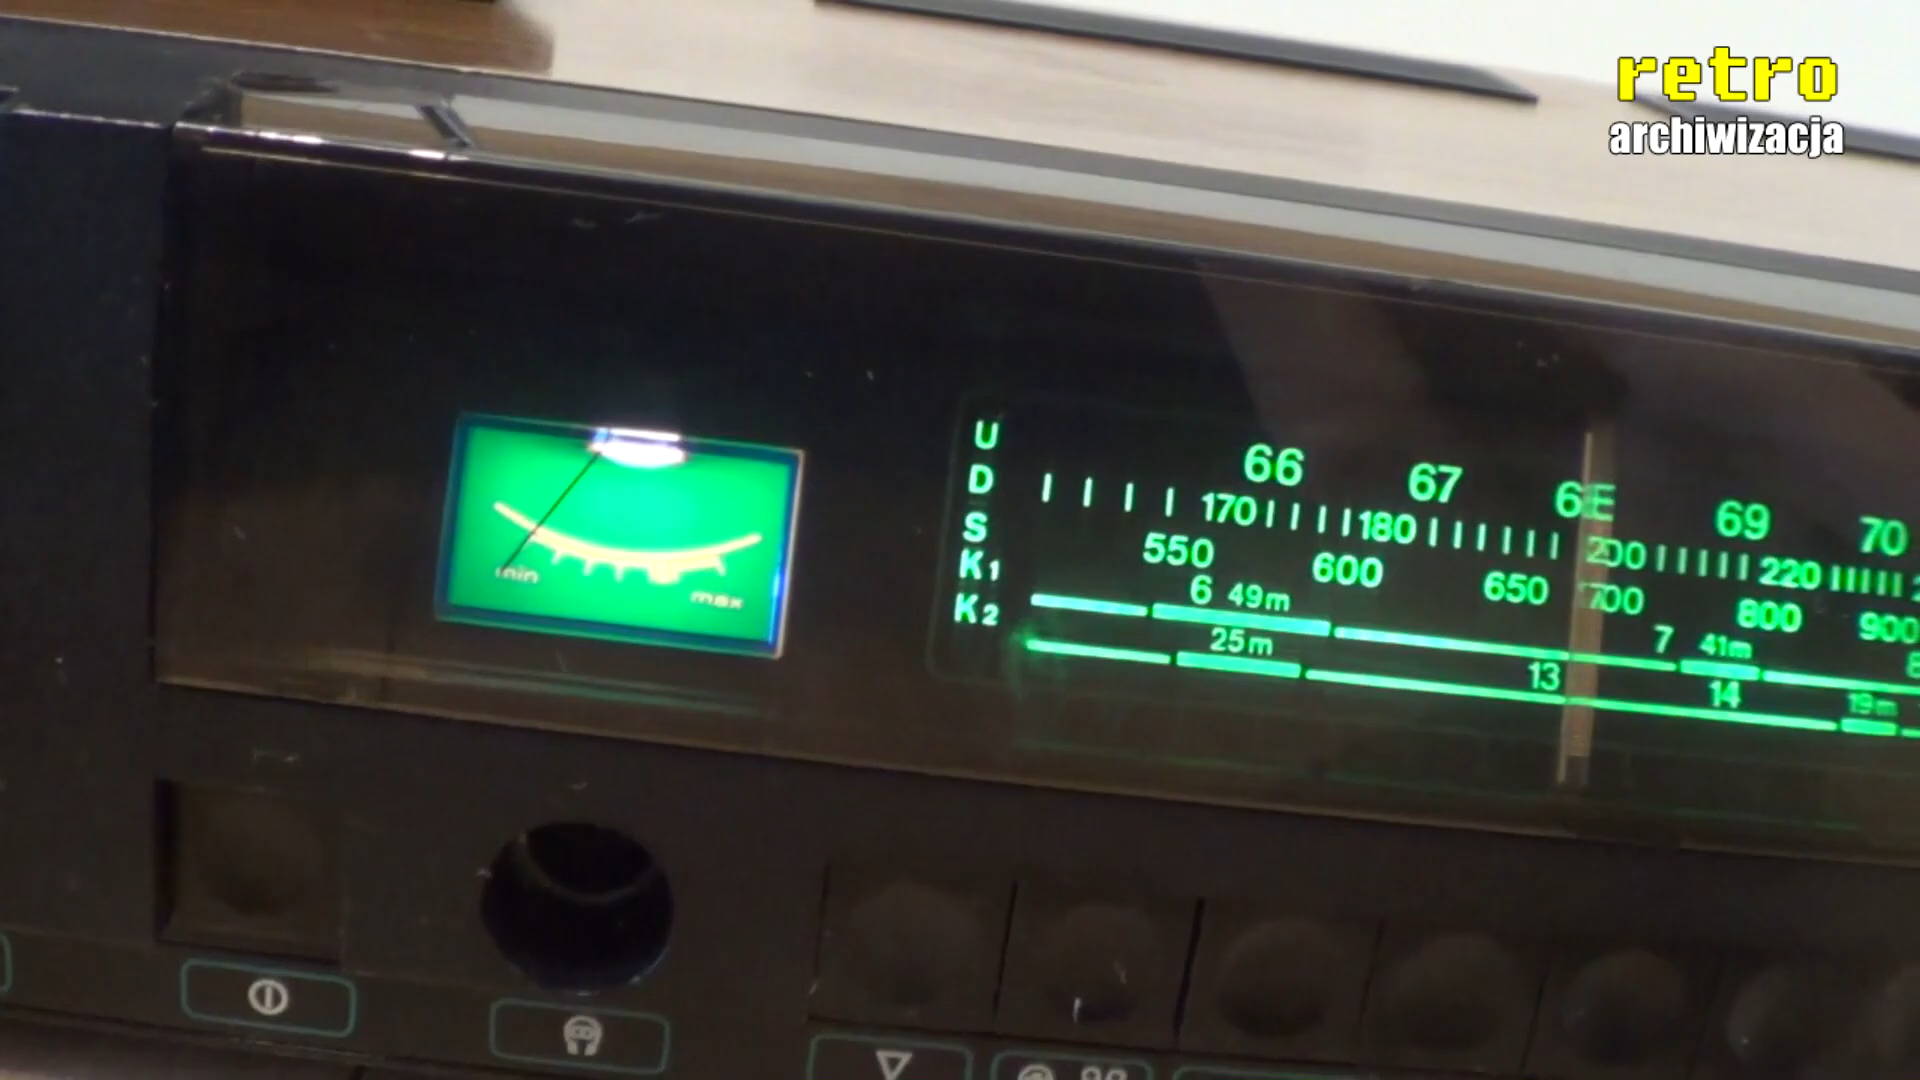 retro
archiwizacja
U
D
S
K1
K2
66 67 69 70
170 180 200 220
550 600 650 700 800 900
6 49m 7 41m
25m 13 14 19m
min
max